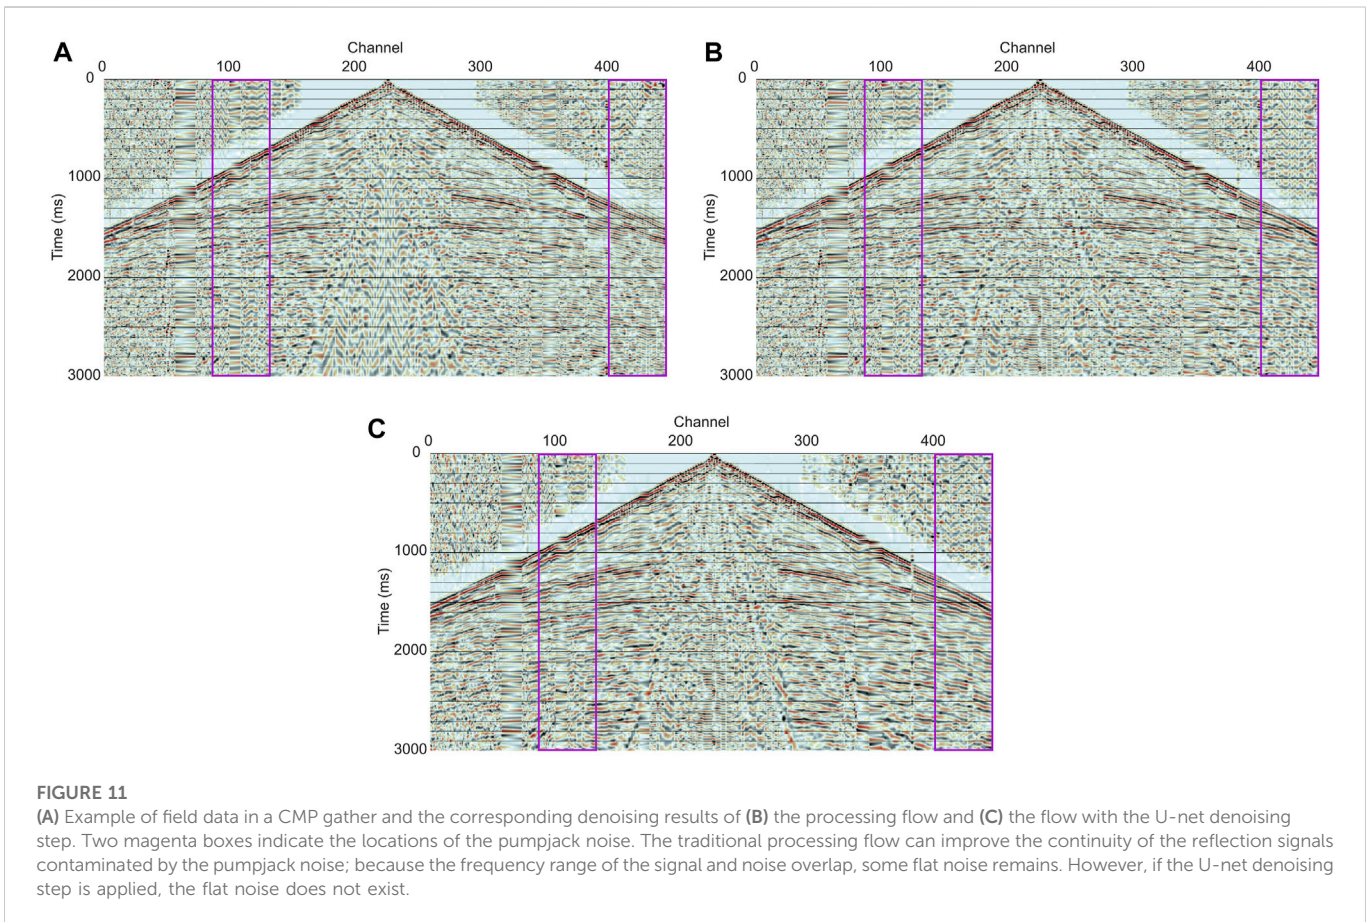 A
Channel
0 100 200 300 400
0
1000
2000
3000
Time (ms)
B
Channel
0 100 200 300 400
0
1000
2000
3000
Time (ms)
C
Channel
0 100 200 300 400
0
1000
2000
3000
Time (ms)
FIGURE 11
(A) Example of field data in a CMP gather and the corresponding denoising results of (B) the processing flow and (C) the flow with the U-net denoising
step. Two magenta boxes indicate the locations of the pumpjack noise. The traditional processing flow can improve the continuity of the reflection signals
contaminated by the pumpjack noise; because the frequency range of the signal and noise overlap, some flat noise remains. However, if the U-net denoising
step is applied, the flat noise does not exist.